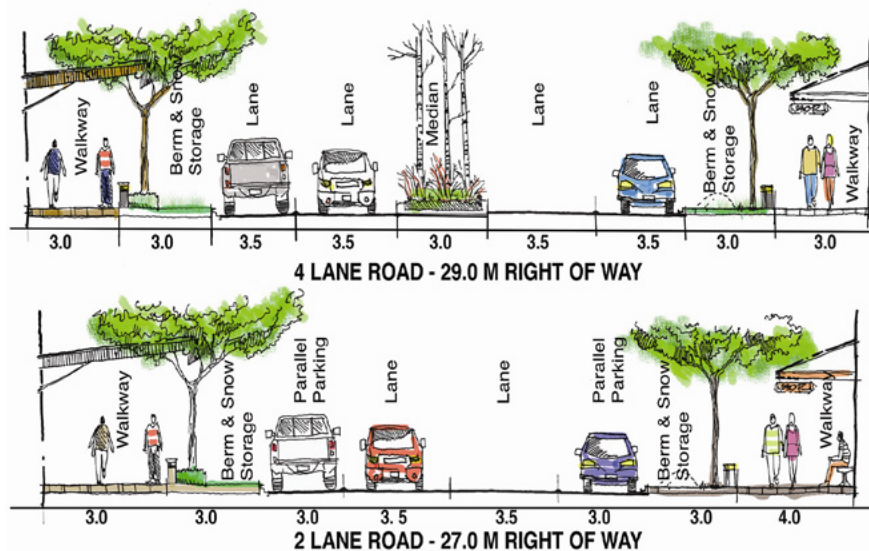 Walkway
Berm & Snow
Storage
Lane
Lane
Median
Lane
Lane
Berm & Snow
Storage
Walkway
3.0 3.0 3.5 3.5 3.0 3.5 3.5 3.0 3.0
4 LANE ROAD - 29.0 M RIGHT OF WAY
Walkway
Berm & Snow
Storage
Parallel
Parking
Lane
Lane
Parallel
Parking
Berm & Snow
Storage
Walkwa
3.0 3.0 3.0 3. 5 3.5 3.0 3.0 4.0
2 LANE ROAD - 27.0 M RIGHT OF WAY